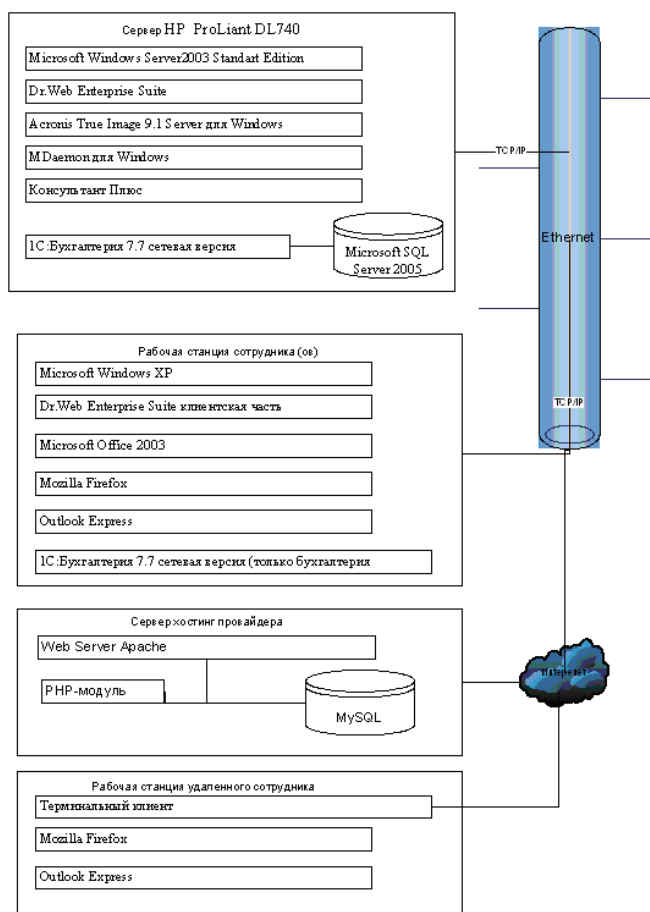 Сервер HP ProLiant DL740
Microsoft Windows Server2003 Standart Edition
Dr.Web Enterprise Suite
Acronis True Image 9.1 Server для Windows
MDaemon для Windows
Консультант Плюс
1С:Бухгалтерия 7.7 сетевая версия
Microsoft SQL
Server 2005
TCP/IP
Ethernet
TCP/IP
Рабочая станция сотрудника (ов)
Microsoft Windows XP
Dr.Web Enterprise Suite клиентская часть
Microsoft Office 2003
Mozilla Firefox
Outlook Express
1С:Бухгалтерия 7.7 сетевая версия (только бухгалтерия
Сервер хостинг провайдера
Web Server Apache
PHP-модуль
MySQL
Интернет
Рабочая станция удаленного сотрудника
Терминальный клиент
Mozilla Firefox
Outlook Express